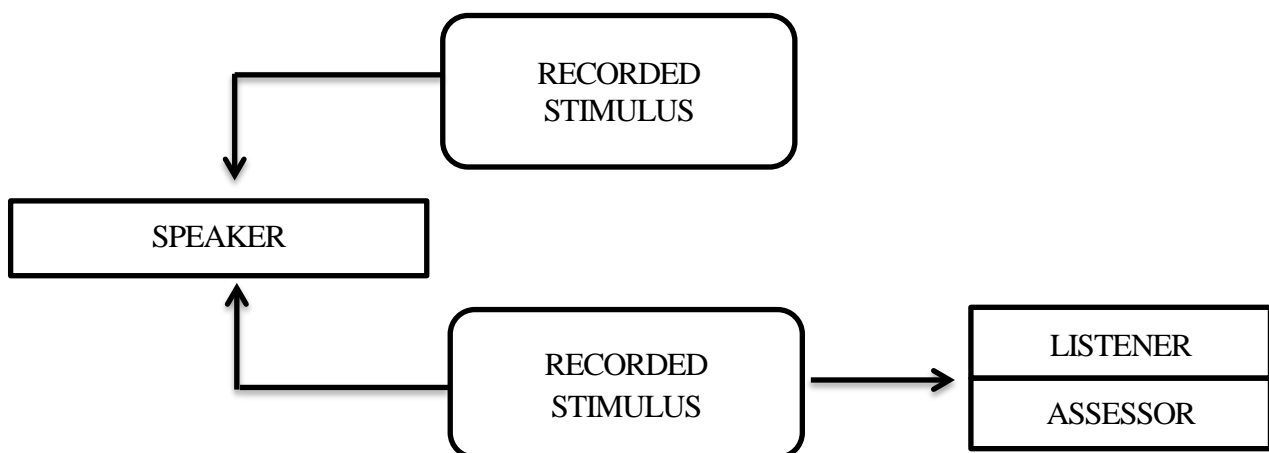 RECORDED
STIMULUS
SPEAKER
RECORDED
STIMULUS
LISTENER
ASSESSOR